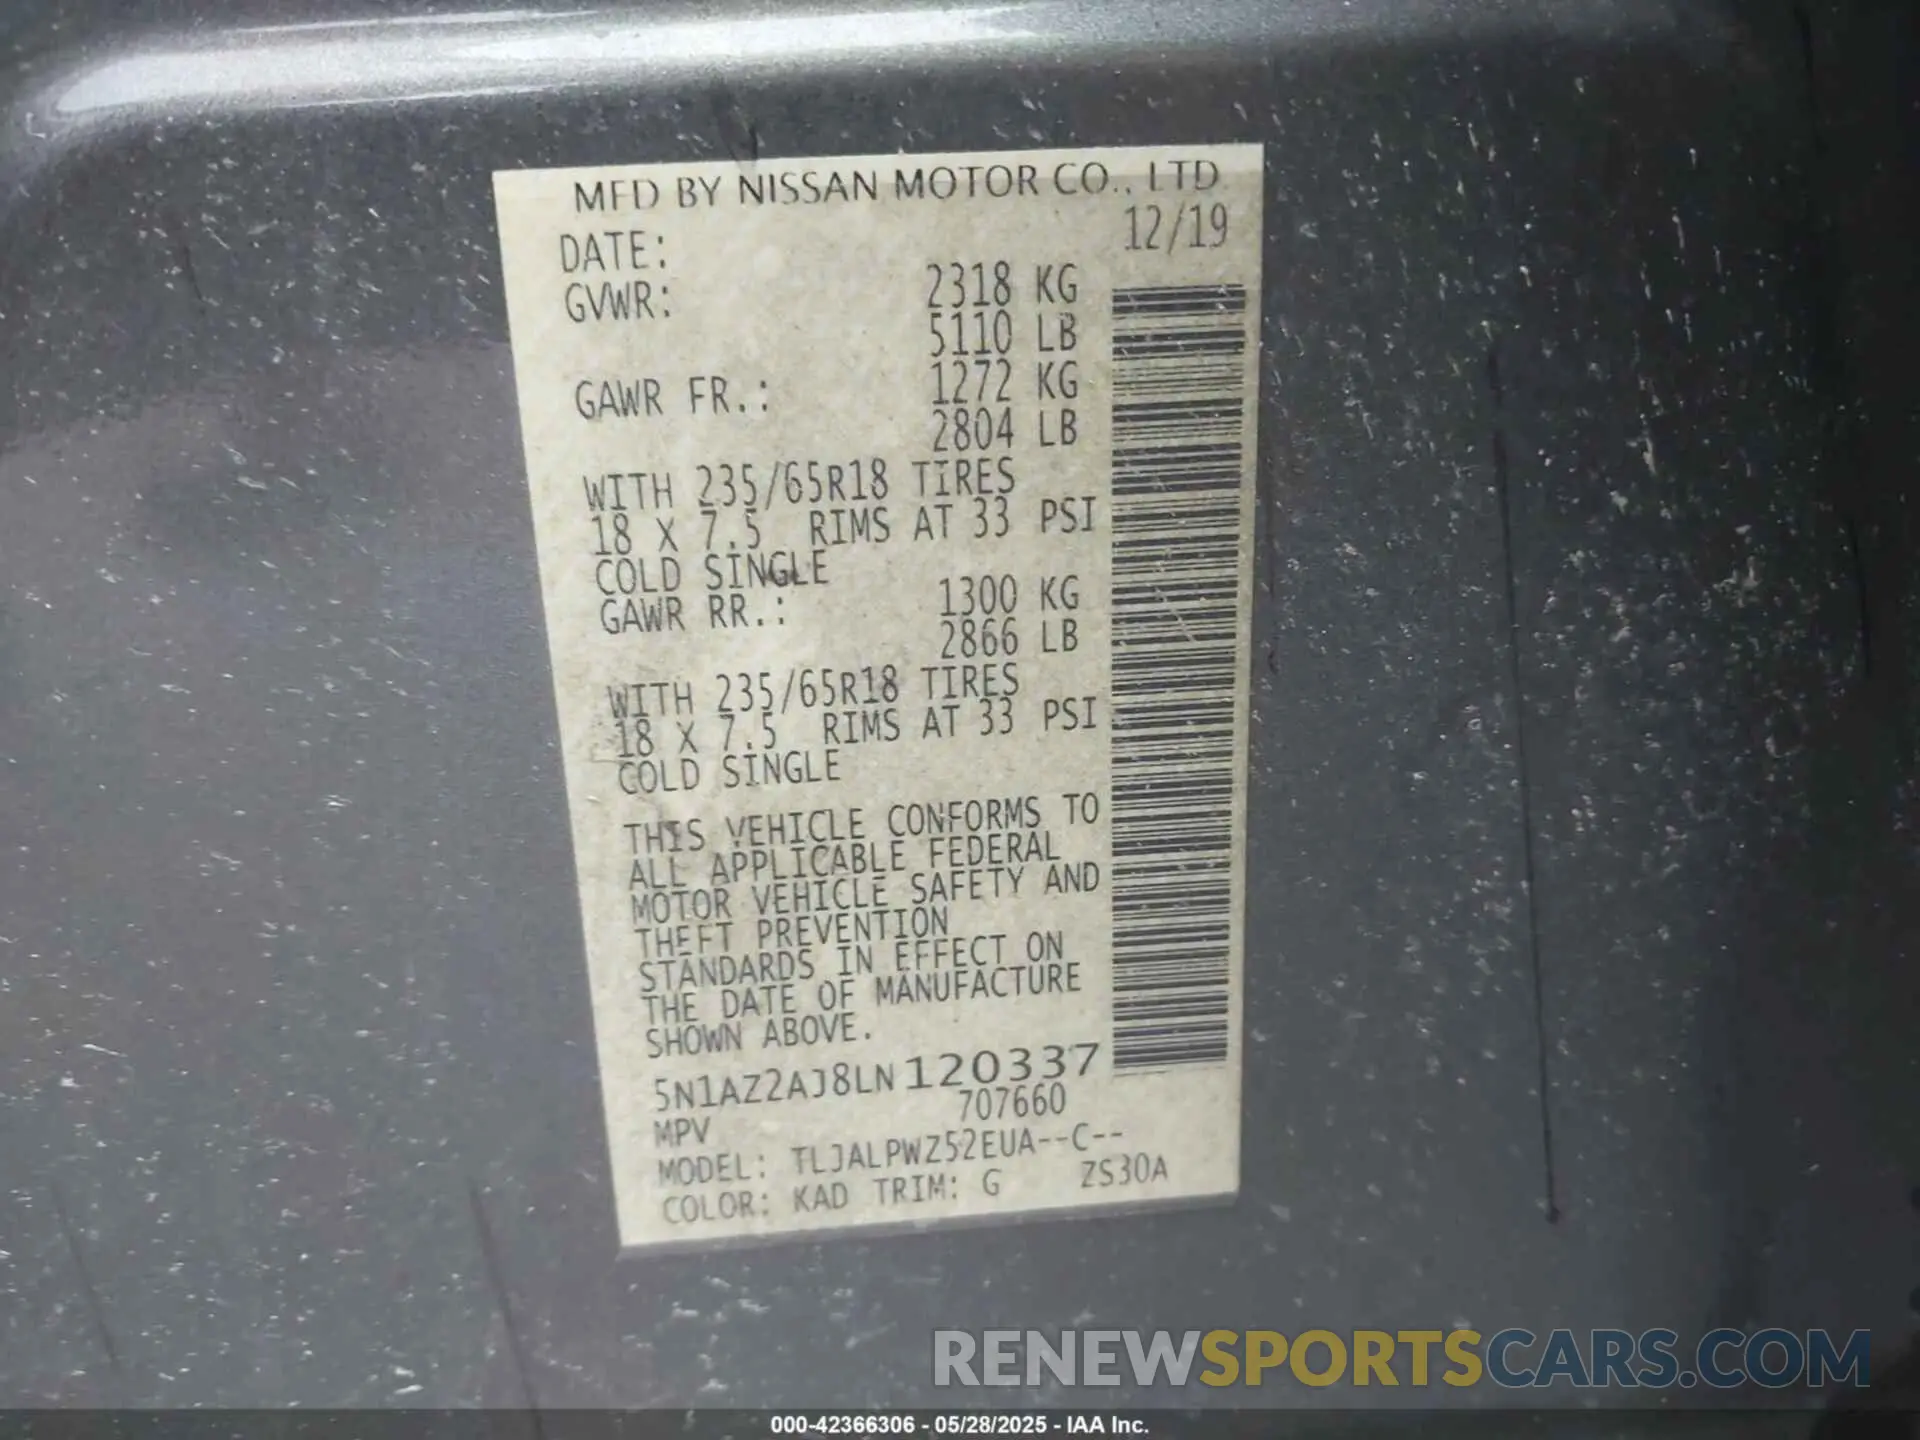 MFD BY NISSAN MOTOR CO., LTD.
DATE: 12/19
GVWR: 2318 KG
5110 LB
GAWR FR.: 1272 KG
2804 LB
WITH 235/65R18 TIRES
18 X 7.5 RIMS AT 33 PSI
COLD SINGLE
GAWR RR.: 1300 KG
2866 LB
WITH 235/65R18 TIRES
18 X 7.5 RIMS AT 33 PSI
COLD SINGLE
THIS VEHICLE CONFORMS TO
ALL APPLICABLE FEDERAL
MOTOR VEHICLE SAFETY AND
THEFT PREVENTION
STANDARDS IN EFFECT ON
THE DATE OF MANUFACTURE
SHOWN ABOVE.
5N1AZ2AJ8LN120337
MPV 707660
MODEL: TLJALPWZ52EUA--C--
COLOR: KAD TRIM: G ZS30A
RENEWSPORTSCARS.COM
000-42366306 - 05/28/2025 - IAA Inc.